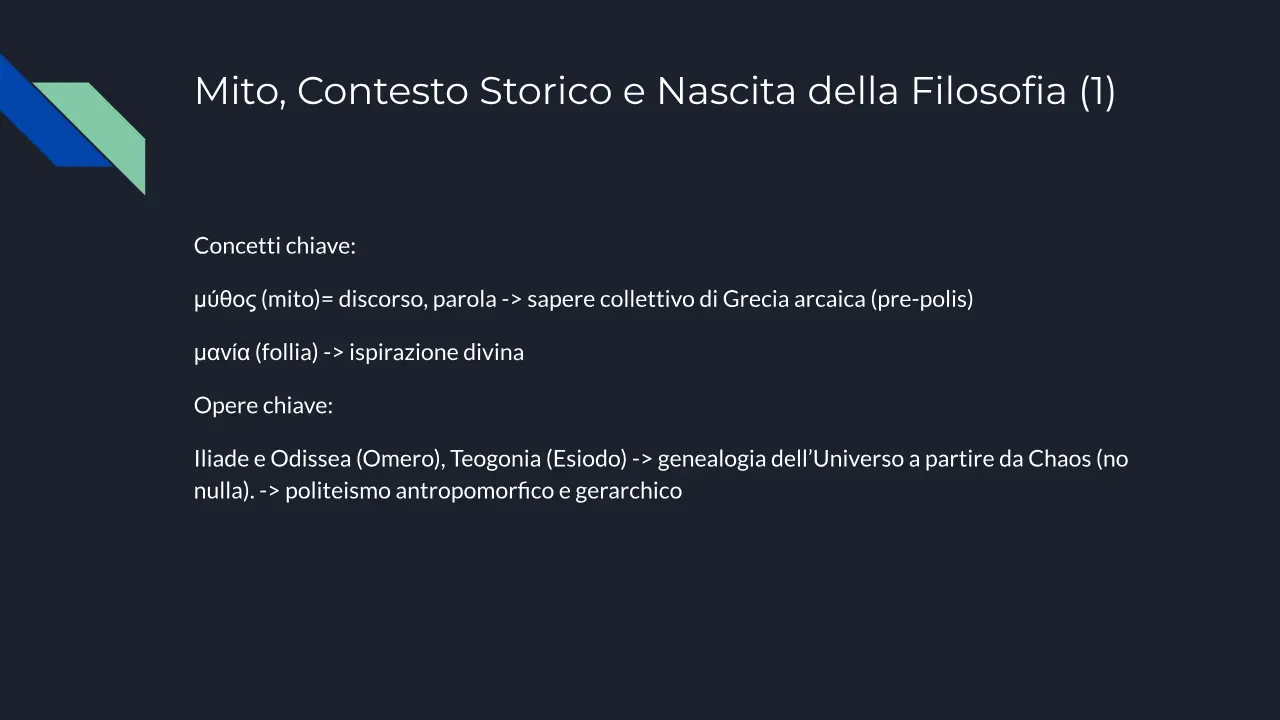 Mito, Contesto Storico e Nascita della Filosofia (1)
Concetti chiave:
μύθος (mito)= discorso, parola -> sapere collettivo di Grecia arcaica (pre-polis)
μανία (follia) -> ispirazione divina
Opere chiave:
Iliade e Odissea (Omero), Teogonia (Esiodo) -> genealogia dell’Universo a partire da Chaos (no
nulla). -> politeismo antropomorfico e gerarchico